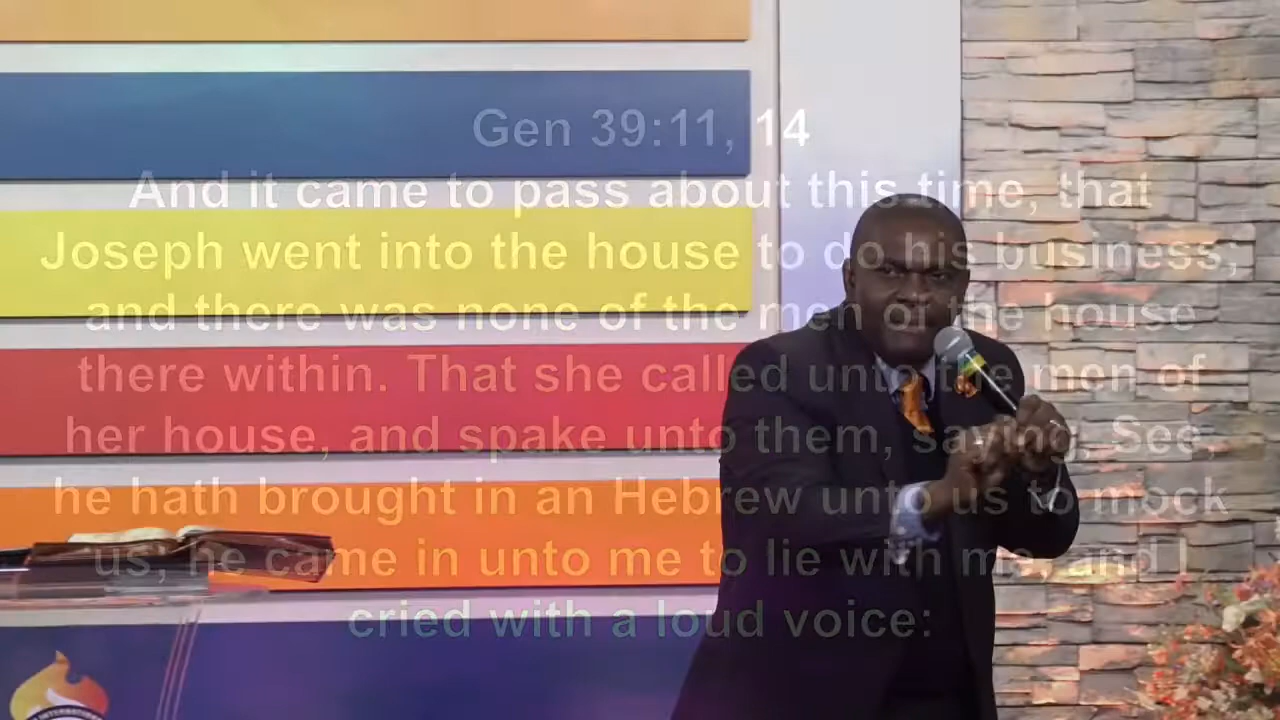 Gen 39:11, 14
And it came to pass about this time, that
Joseph went into the house to do his business;
and there was none of the men of the house
there within. That she called unto the men of
her house, and spake unto them, saying, See,
he hath brought in an Hebrew unto us to mock
us; he came in unto me to lie with me, and I
cried with a loud voice:
INTERNATIONAL